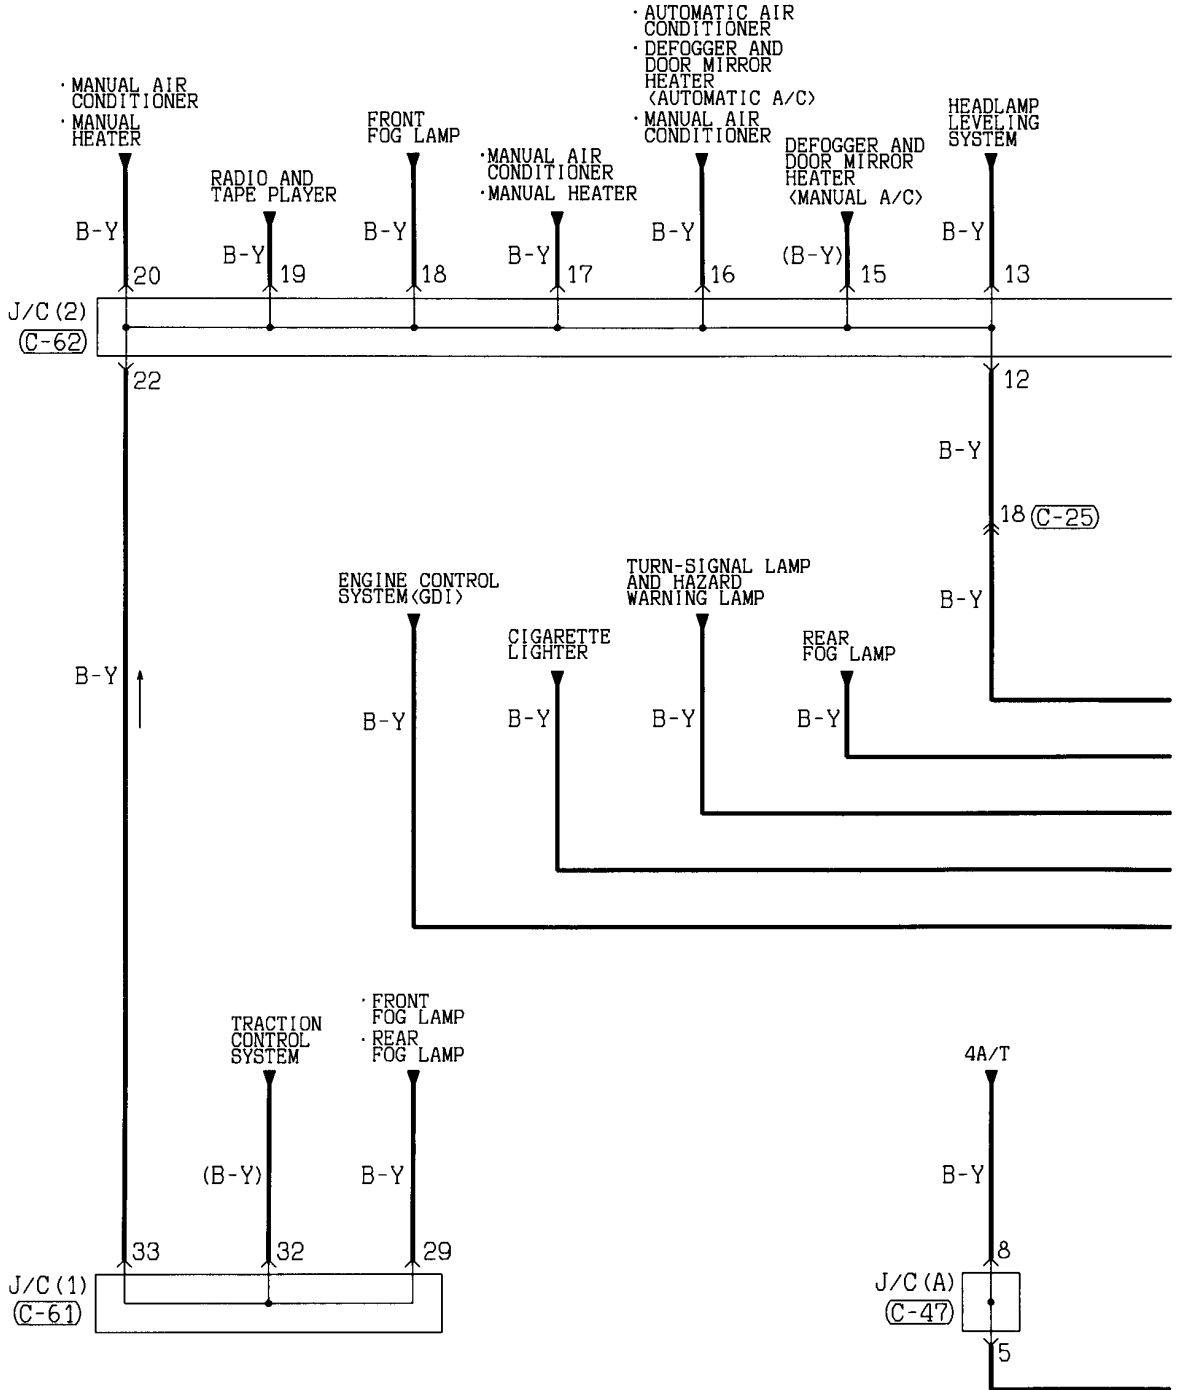 · AUTOMATIC AIR
CONDITIONER
· DEFOGGER AND
DOOR MIRROR
HEATER
<AUTOMATIC A/C>
· MANUAL AIR
CONDITIONER
· MANUAL AIR
CONDITIONER
· MANUAL
HEATER
RADIO AND
TAPE PLAYER
FRONT
FOG LAMP
· MANUAL AIR
CONDITIONER
· MANUAL HEATER
DEFOGGER AND
DOOR MIRROR
HEATER
<MANUAL A/C>
HEADLAMP
LEVELING
SYSTEM
B-Y
B-Y
B-Y
B-Y
B-Y
(B-Y)
B-Y
20
19
18
17
16
15
13
J/C (2)
C-62
22
12
B-Y
18 C-25
B-Y
ENGINE CONTROL
SYSTEM<GDI>
CIGARETTE
LIGHTER
TURN-SIGNAL LAMP
AND HAZARD
WARNING LAMP
REAR
FOG LAMP
B-Y
B-Y
B-Y
B-Y
B-Y
TRACTION
CONTROL
SYSTEM
· FRONT
FOG LAMP
· REAR
FOG LAMP
4A/T
(B-Y)
B-Y
B-Y
33
32
29
8
J/C (1)
C-61
J/C (A)
C-47
5